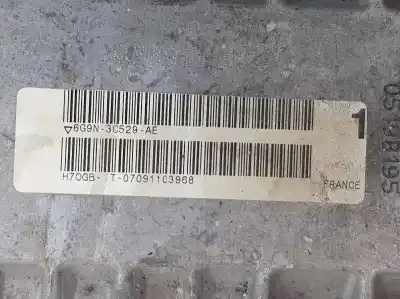 ▽6G9N-3C529-AE
1
H70GB- T-07091103968
FRANCE